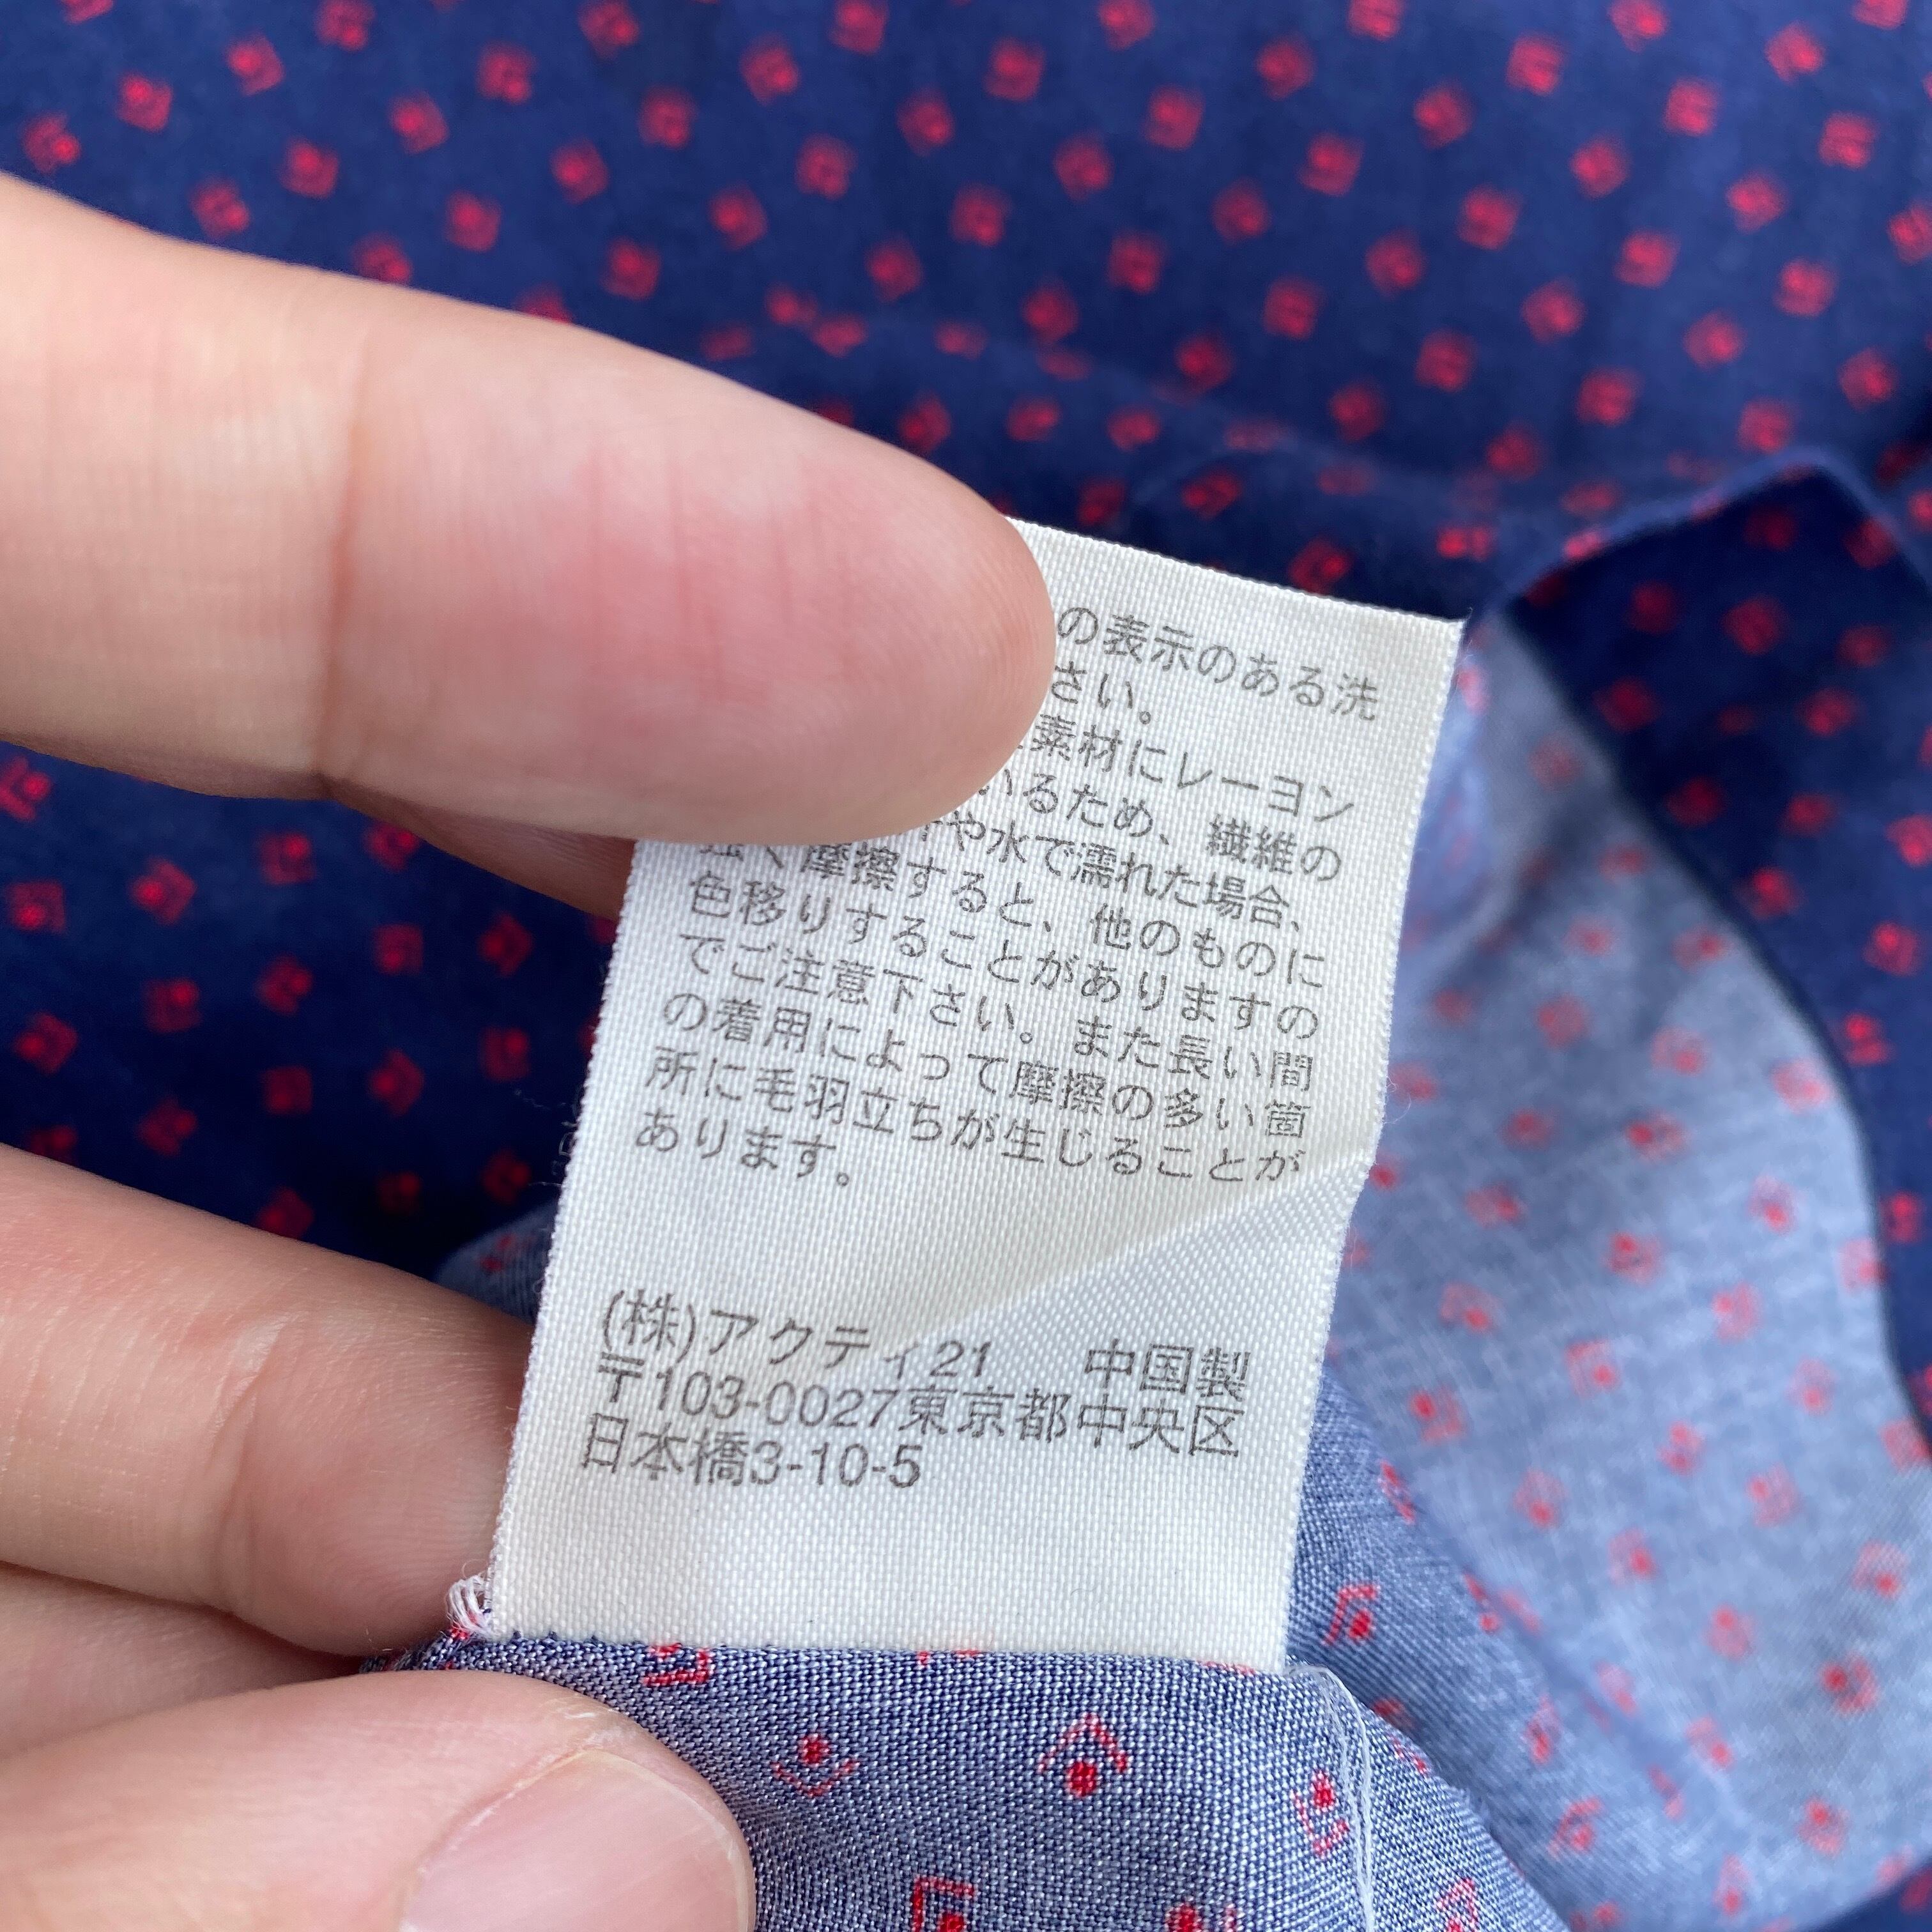 の表示のある洗
さい。
素材にレーヨン
いるため、繊維の
や水で濡れた場合、
摩擦すると、他のものに
色移りすることがありますの
でご注意下さい。また長い間
の着用によって摩擦の多い箇
所に毛羽立ちが生じることが
あります。
(株)アクティ21 中国製
〒103-0027東京都中央区
日本橋3-10-5